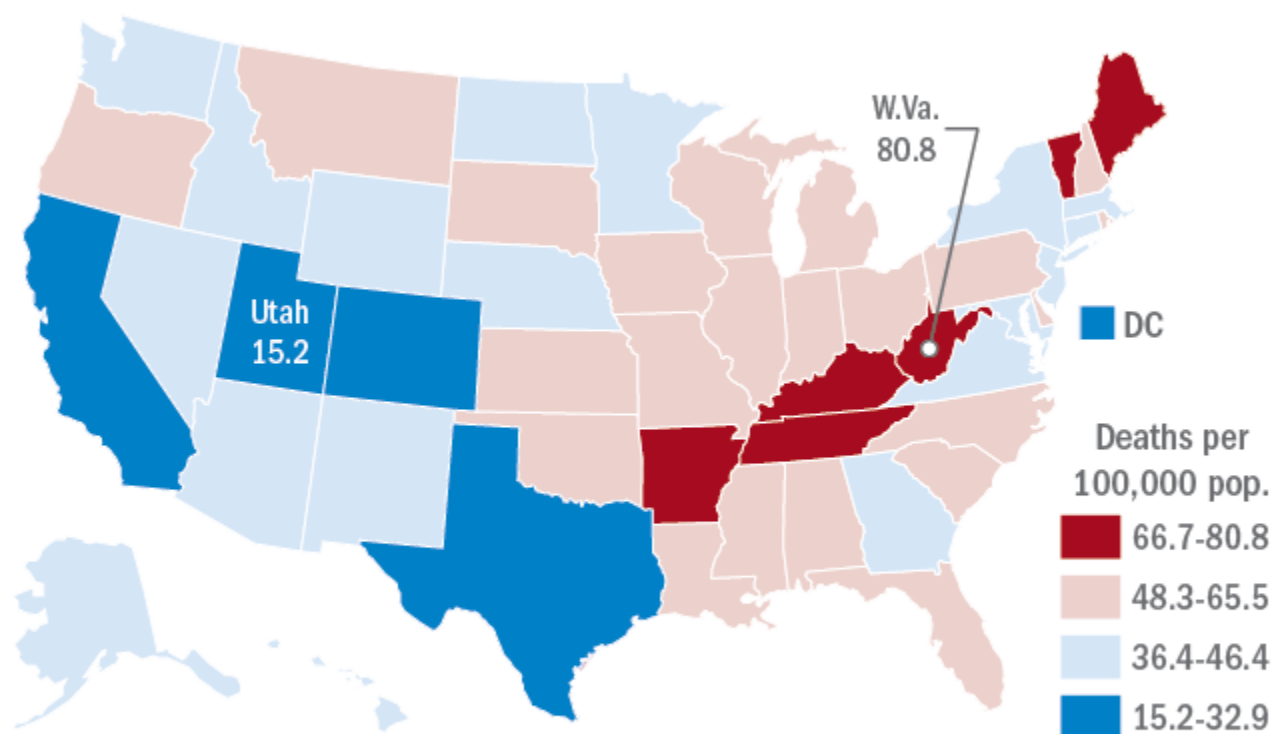 W.Va.
80.8
Utah
15.2
DC
Deaths per
100,000 pop.
66.7-80.8
48.3-65.5
36.4-46.4
15.2-32.9